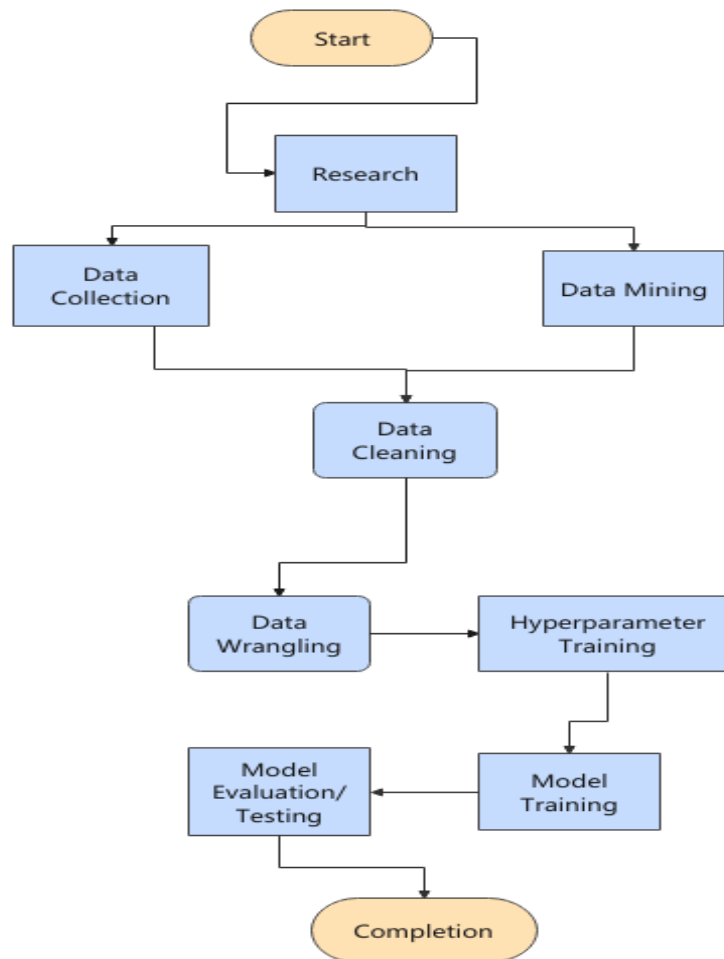 Start
Research
Data
Collection
Data Mining
Data
Cleaning
Data
Wrangling
Hyperparameter
Training
Model
Training
Model
Evaluation/
Testing
Completion